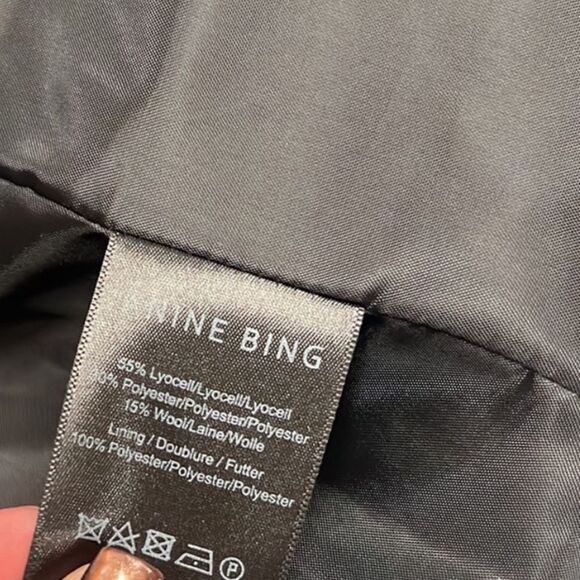 NINE BING
55% Lyocell/Lyocell/Lyocell
0% Polyester/Polyester/Polyester
15% Wool/Laine/Wolle
Lining / Doublure / Futter
100% Polyester/Polyester/Polyester
P